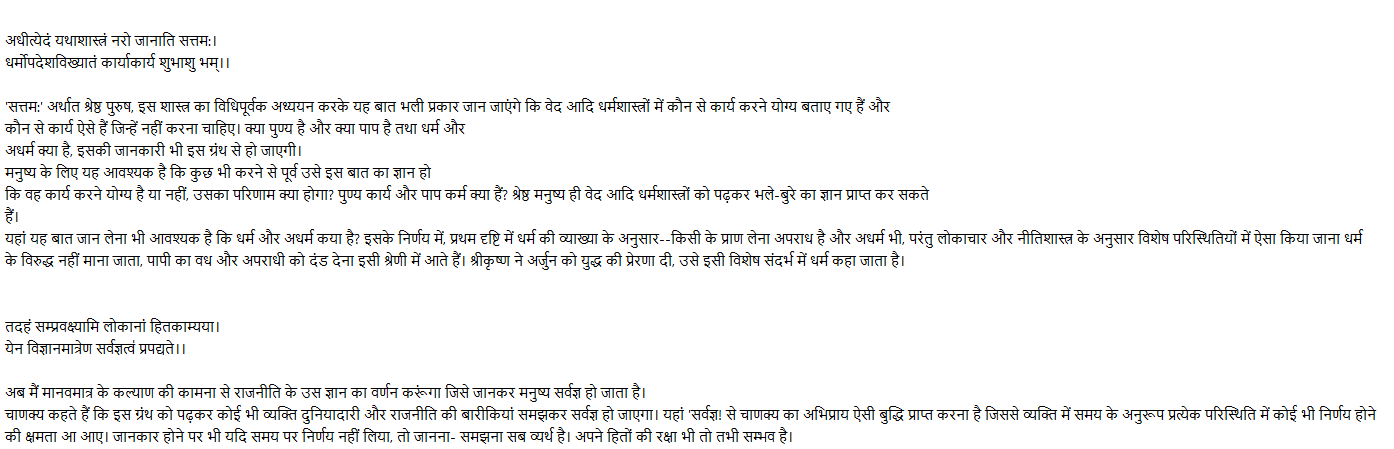 अधीत्येदं यथाशास्त्रं नरो जानाति सत्तमः।
धर्मोपदेशविख्यातं कार्याकार्य शुभाशु भम्।।
'सत्तम:' अर्थात श्रेष्ठ पुरुष, इस शास्त्र का विधिपूर्वक अध्ययन करके यह बात भली प्रकार जान जाएंगे कि वेद आदि धर्मशास्त्रों में कौन से कार्य करने योग्य बताए गए हैं और
कौन से कार्य ऐसे हैं जिन्हें नहीं करना चाहिए। क्या पुण्य है और क्या पाप है तथा धर्म और
अधर्म क्या है, इसकी जानकारी भी इस ग्रंथ से हो जाएगी।
मनुष्य के लिए यह आवश्यक है कि कुछ भी करने से पूर्व उसे इस बात का ज्ञान हो
कि वह कार्य करने योग्य है या नहीं, उसका परिणाम क्या होगा? पुण्य कार्य और पाप कर्म क्या हैं? श्रेष्ठ मनुष्य ही वेद आदि धर्मशास्त्रों को पढ़कर भले-बुरे का ज्ञान प्राप्त कर सकते
हैं।
यहां यह बात जान लेना भी आवश्यक है कि धर्म और अधर्म कया है? इसके निर्णय में, प्रथम दृष्टि में धर्म की व्याख्या के अनुसार--किसी के प्राण लेना अपराध है और अधर्म भी, परंतु लोकाचार और नीतिशास्त्र के अनुसार विशेष परिस्थितियों में ऐसा किया जाना धर्म
के विरुद्ध नहीं माना जाता, पापी का वध और अपराधी को दंड देना इसी श्रेणी में आते हैं। श्रीकृष्ण ने अर्जुन को युद्ध की प्रेरणा दी, उसे इसी विशेष संदर्भ में धर्म कहा जाता है।
तदहं सम्प्रवक्ष्यामि लोकानां हितकाम्यया।
येन विज्ञानमात्रेण सर्वज्ञत्वं प्रपद्यते।।
अब मैं मानवमात्र के कल्याण की कामना से राजनीति के उस ज्ञान का वर्णन करूंगा जिसे जानकर मनुष्य सर्वज्ञ हो जाता है।
चाणक्य कहते हैं कि इस ग्रंथ को पढ़कर कोई भी व्यक्ति दुनियादारी और राजनीति की बारीकियां समझकर सर्वज्ञ हो जाएगा। यहां 'सर्वज्ञ! से चाणक्य का अभिप्राय ऐसी बुद्धि प्राप्त करना है जिससे व्यक्ति में समय के अनुरूप प्रत्येक परिस्थिति में कोई भी निर्णय होने
की क्षमता आ आए। जानकार होने पर भी यदि समय पर निर्णय नहीं लिया, तो जानना- समझना सब व्यर्थ है। अपने हितों की रक्षा भी तो तभी सम्भव है।